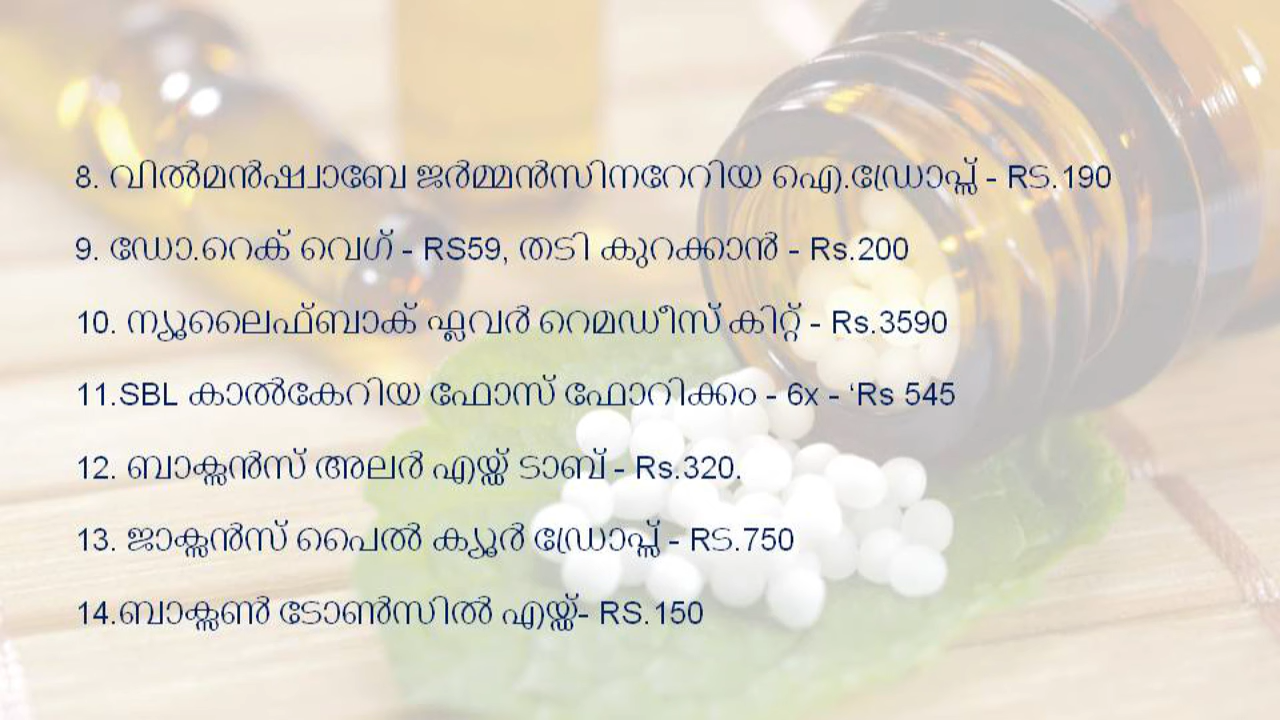 8. വിൽമൻഷ്വാബേ ജർമ്മൻസിനറേറിയ ഐ.ഡ്രോപ്സ് - RS.190
9. ഡോ.റെക് വെഗ് - RS59, തടി കുറക്കാൻ - Rs.200
10. ന്യൂലൈഫ്ബാക് ഫ്ലവർ റെമഡീസ് കിറ്റ് - Rs.3590
11.SBL കാൽകേറിയ ഫോസ് ഫോറിക്കം - 6x - ‘Rs 545
12. ബാക്സൻസ് അലർ എയ്ഡ് ടാബ് - Rs.320.
13. ജാക്സൻസ് പൈൽ ക്യൂർ ഡ്രോപ്സ് - RS.750
14.ബാക്സൺ ടോൺസിൽ എയ്ഡ്- RS.150